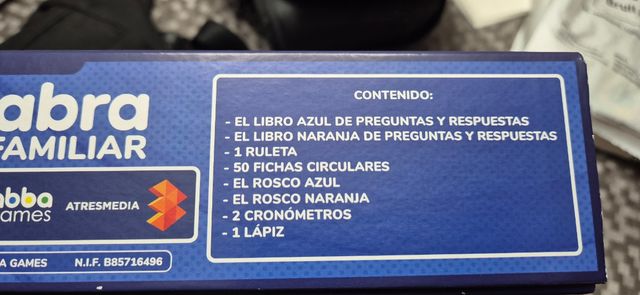 abra
FAMILIAR
abba
games
ATRESMEDIA
A GAMES
N.I.F. B85716496
CONTENIDO:
- EL LIBRO AZUL DE PREGUNTAS Y RESPUESTAS
- EL LIBRO NARANJA DE PREGUNTAS Y RESPUESTAS
- 1 RULETA
- 50 FICHAS CIRCULARES
- EL ROSCO AZUL
- EL ROSCO NARANJA
- 2 CRONÓMETROS
- 1 LÁPIZ